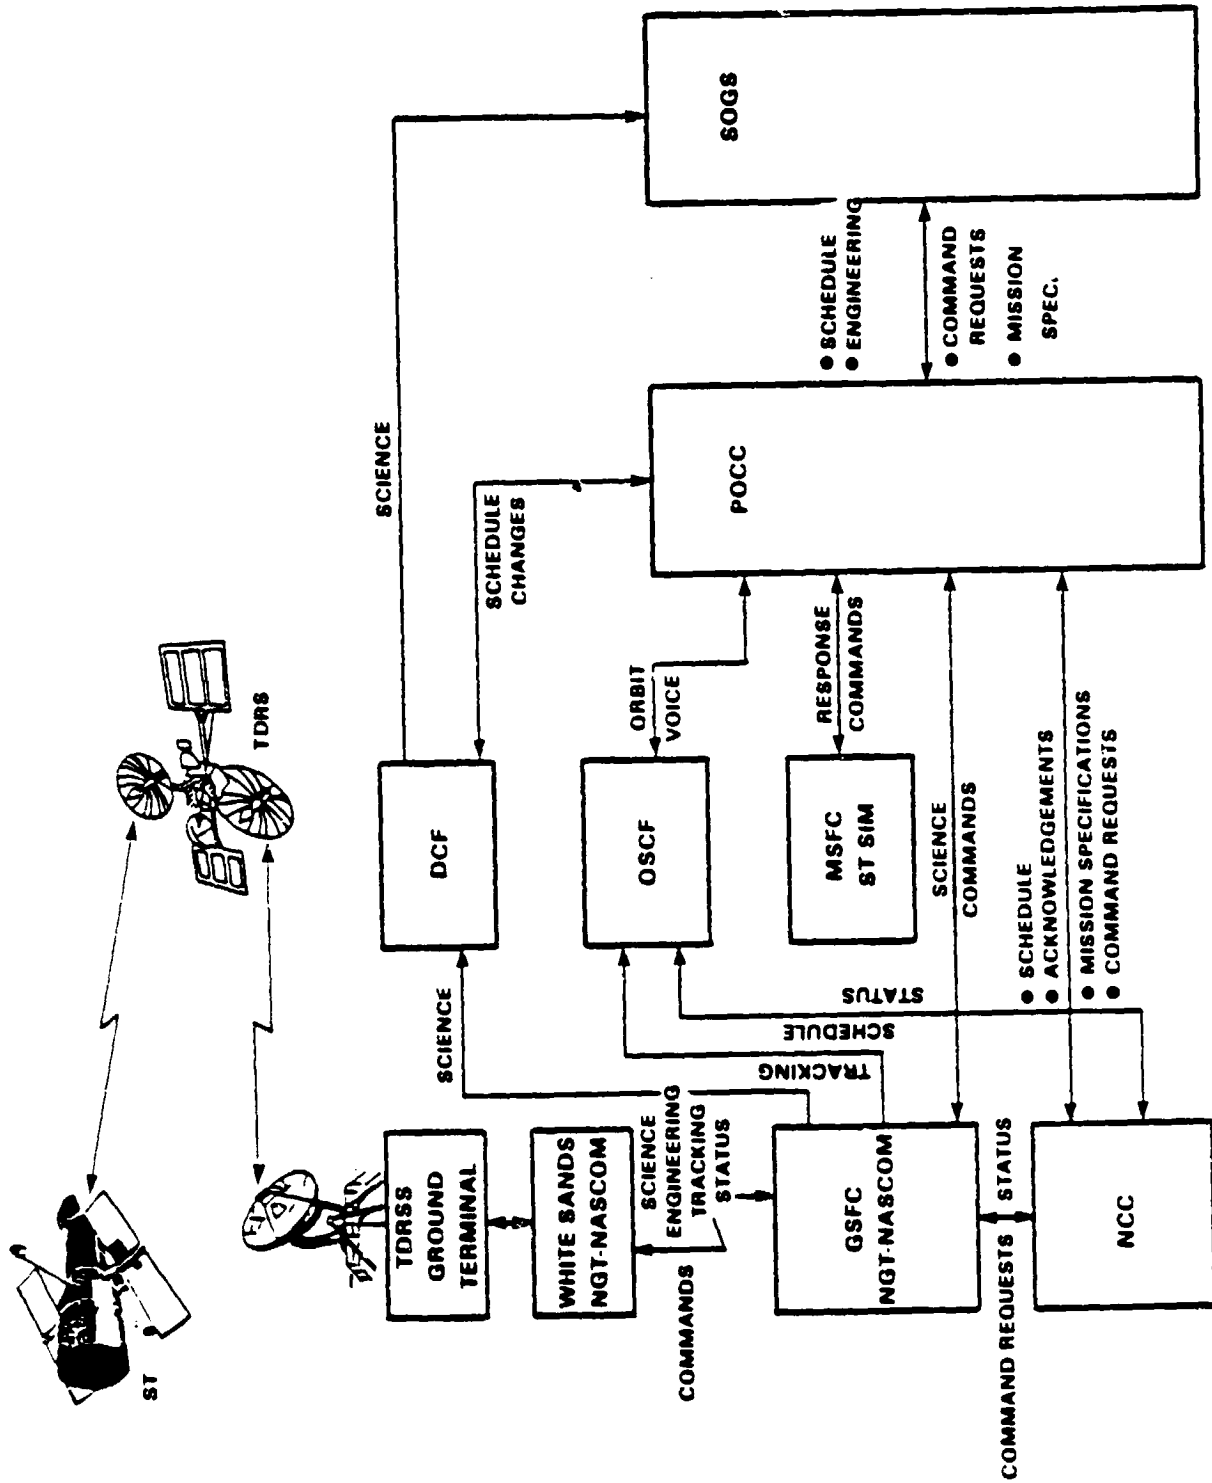 ST
TDRS
TDRSS
GROUND
TERMINAL
WHITE SANDS
NGT-NASCOM
COMMANDS
SCIENCE
ENGINEERING
TRACKING
STATUS
GSFC
NGT-NASCOM
COMMAND REQUESTS
STATUS
NCC
SCIENCE
TRACKING
SCHEDULE
STATUS
DCF
OSCF
MSFC
ST SIM
SCIENCE
SCHEDULE
CHANGES
ORBIT
VOICE
RESPONSE
COMMANDS
SCIENCE
COMMANDS
● SCHEDULE
● ACKNOWLEDGEMENTS
● MISSION SPECIFICATIONS
● COMMAND REQUESTS
POCC
● SCHEDULE
● ENGINEERING
● COMMAND
REQUESTS
● MISSION
SPEC.
SOGS